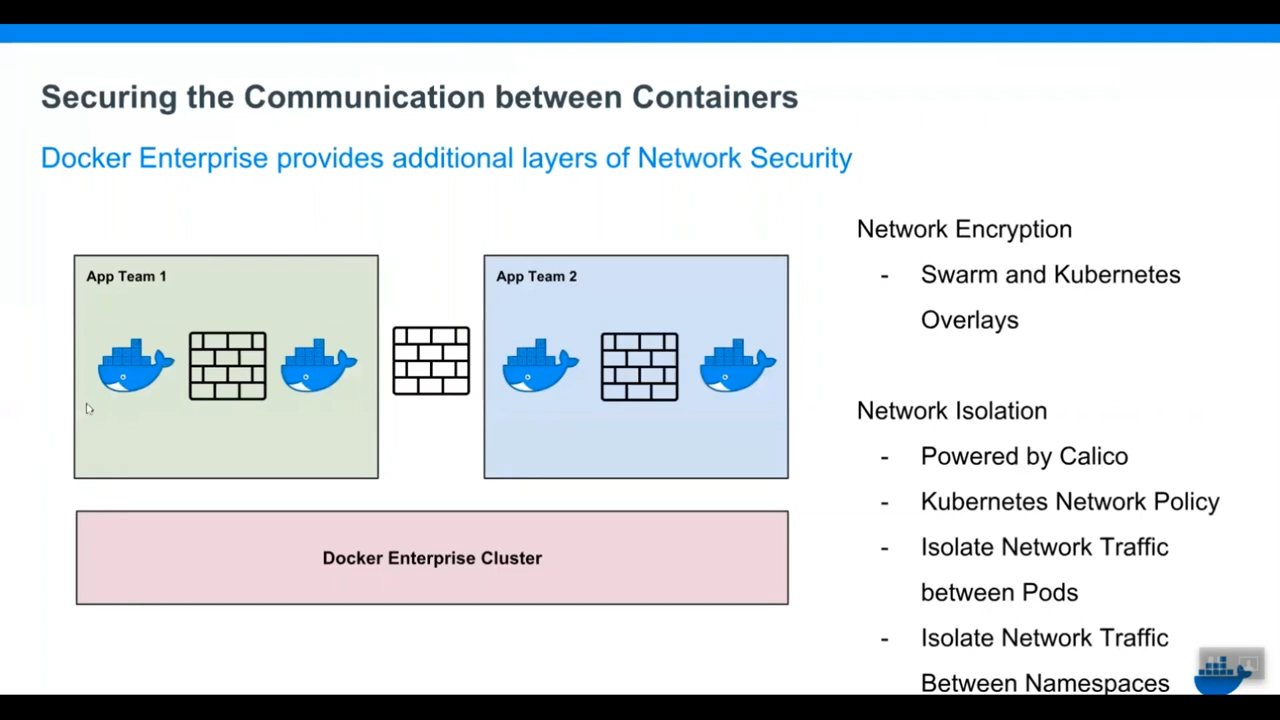 Securing the Communication between Containers
Docker Enterprise provides additional layers of Network Security
App Team 1
App Team 2
Docker Enterprise Cluster
Network Encryption
- Swarm and Kubernetes
Overlays
Network Isolation
- Powered by Calico
- Kubernetes Network Policy
- Isolate Network Traffic
between Pods
- Isolate Network Traffic
Between Namespaces